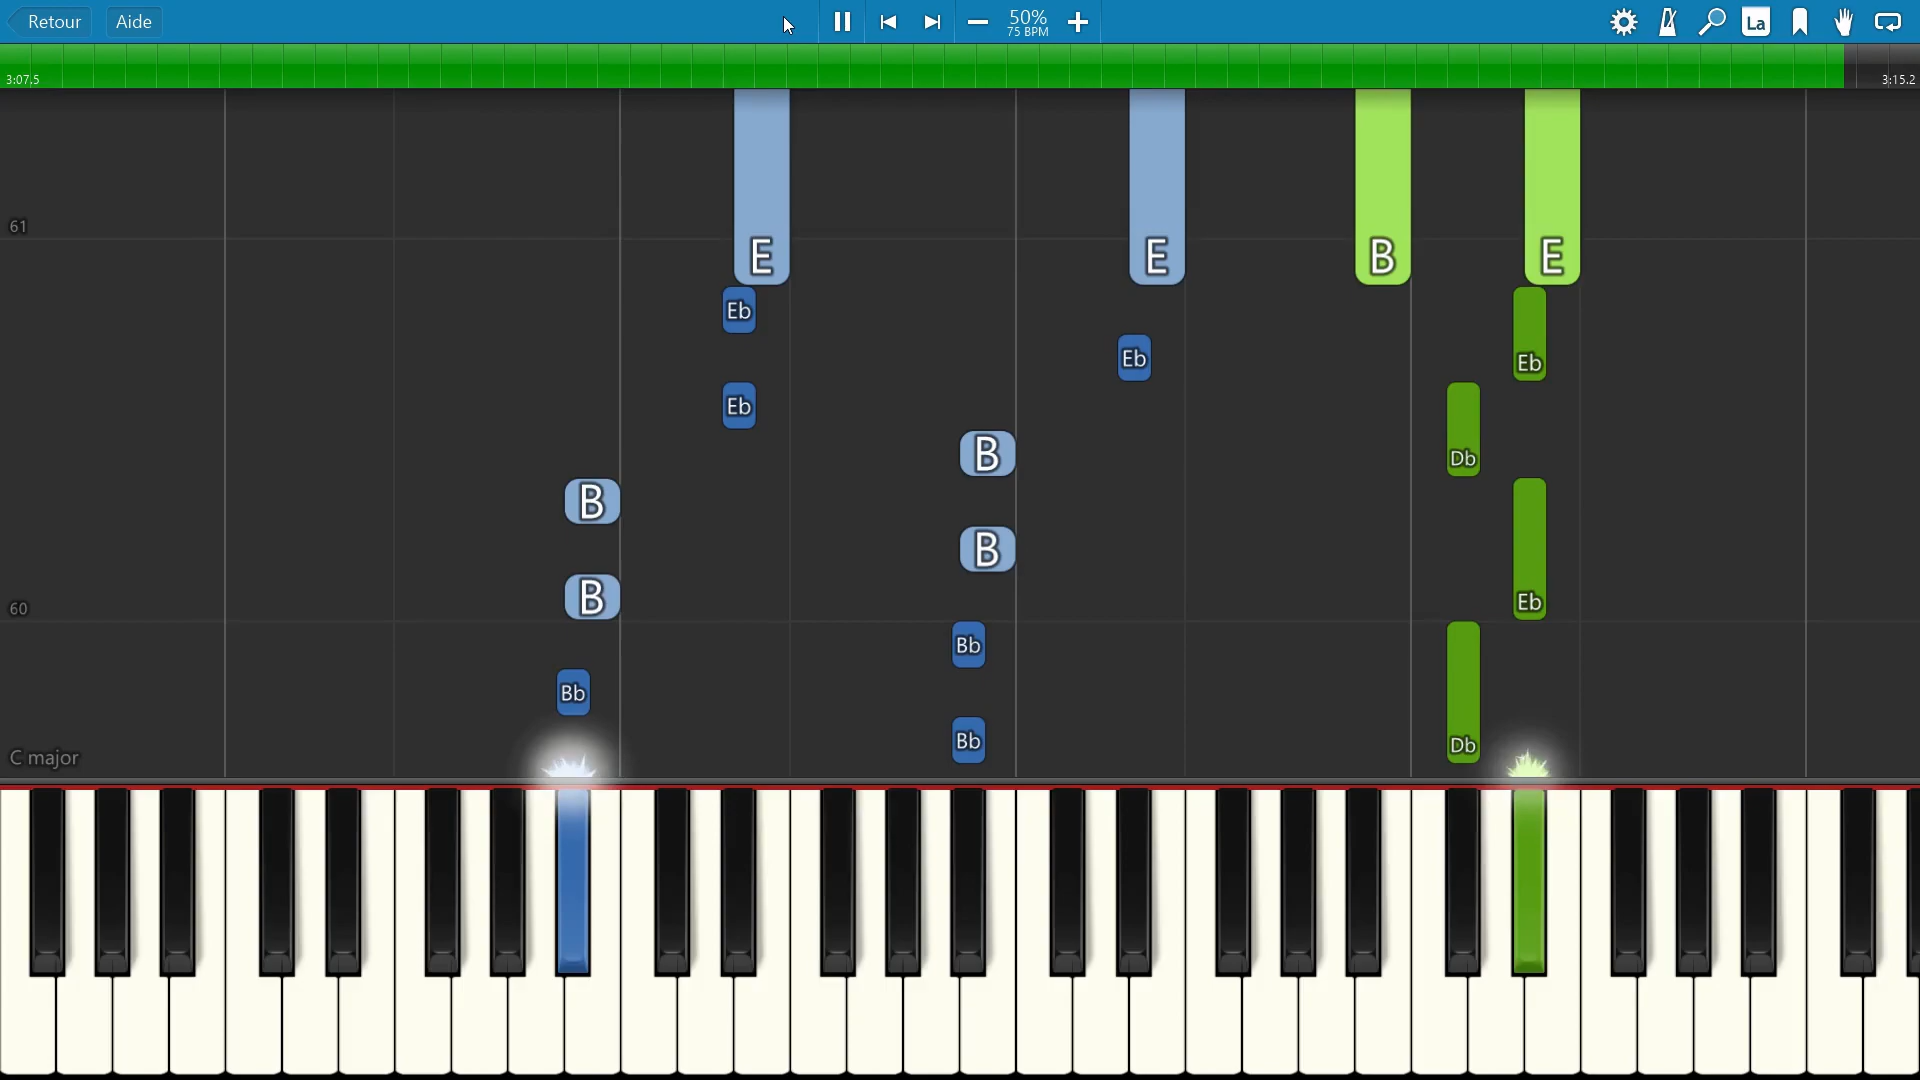 Retour
Aide
50%
75 BPM
La
3:07.5
3:15.2
61
E
E
B
E
Eb
Eb
Eb
Eb
B
Db
B
B
B
Eb
60
Bb
Bb
Bb
Db
C major